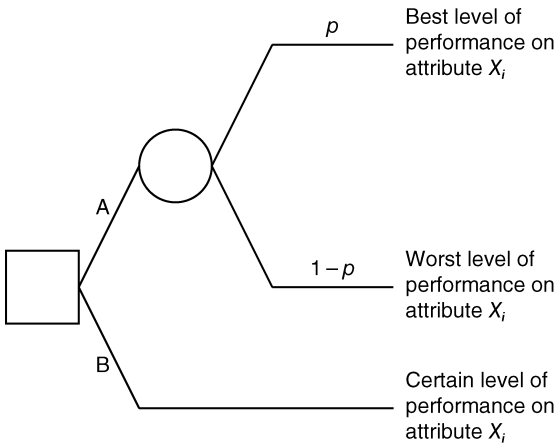 p
Best level of
performance on
attribute Xi
A
1 – p
Worst level of
performance on
attribute Xi
B
Certain level of
performance on
attribute Xi